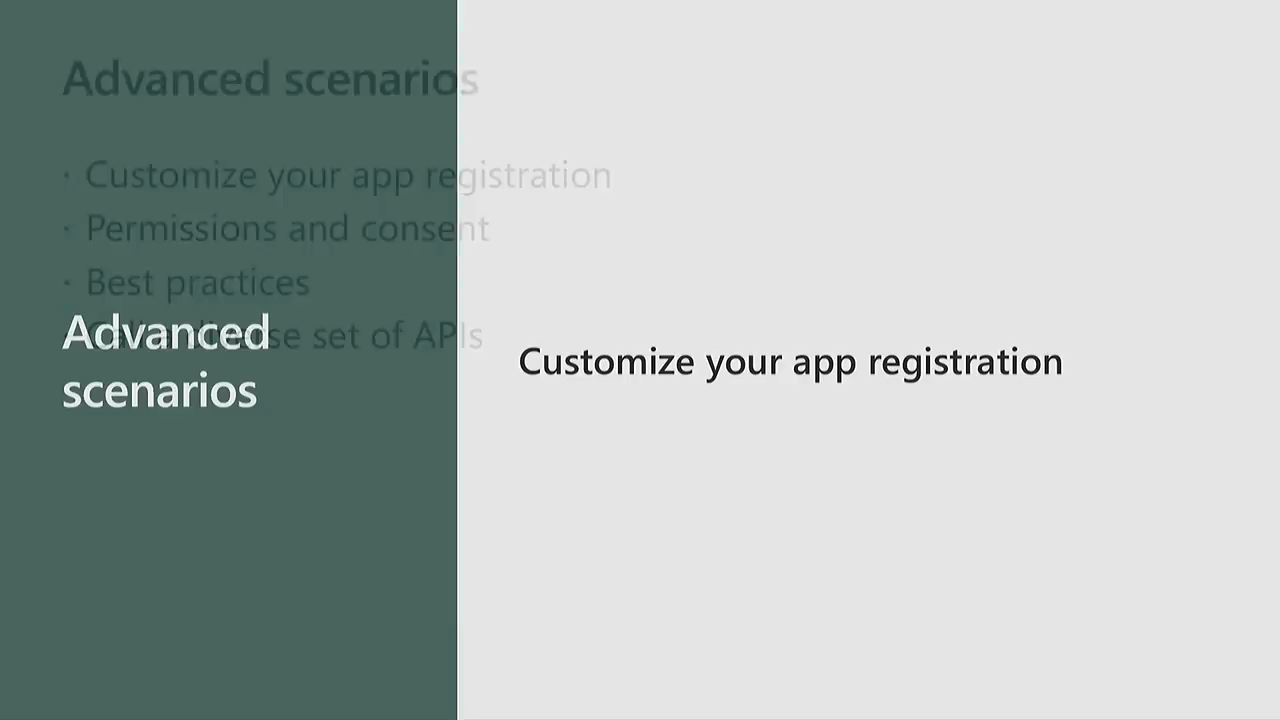 Advanced scenarios
· Customize your app registration
· Permissions and consent
· Best practices
set of APIs
Advanced
scenarios
Customize your app registration